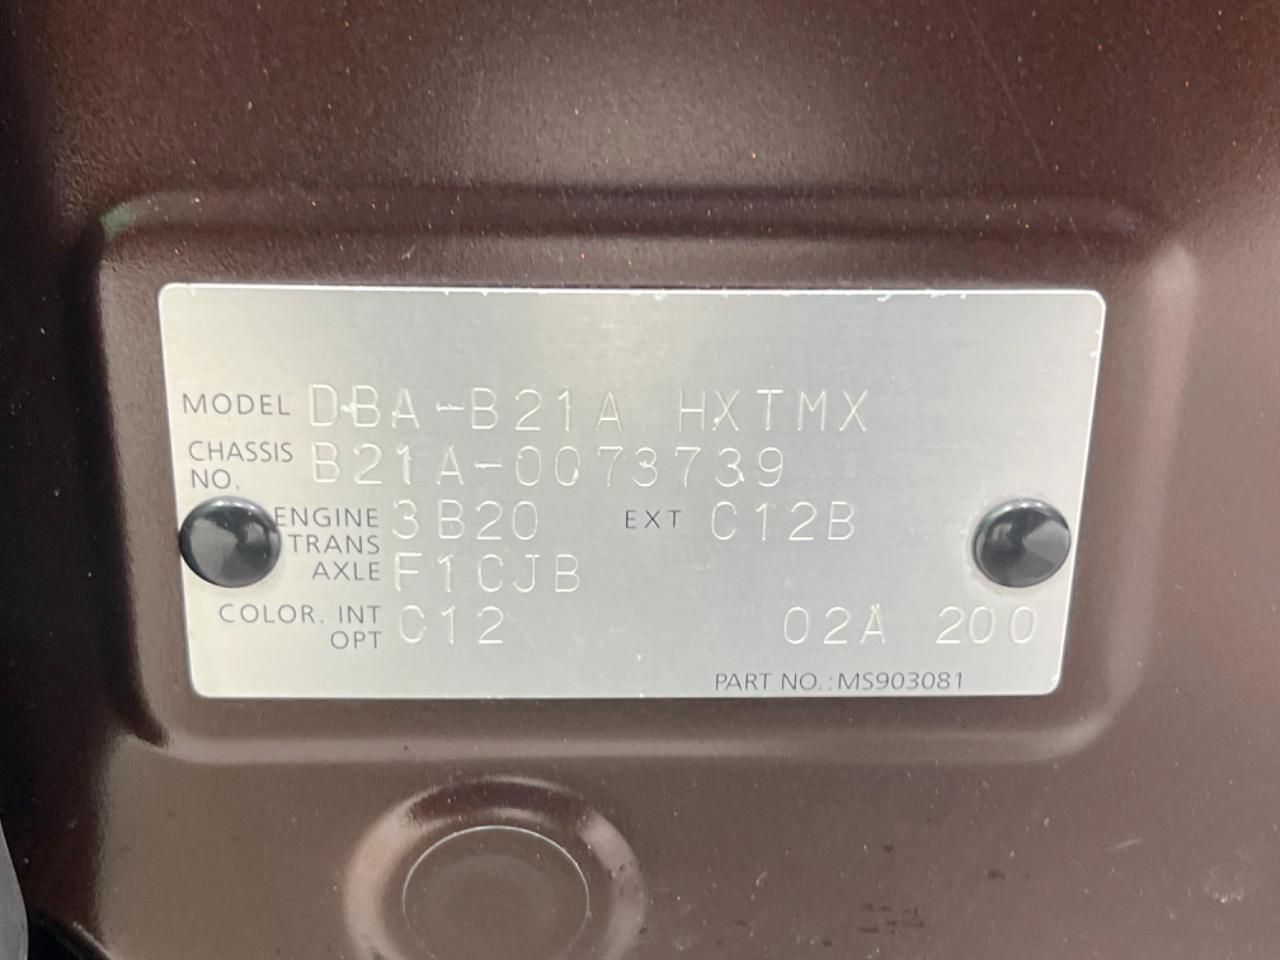 MODEL DBA-B21A HXTMX
CHASSIS NO. B21A-0073739
ENGINE 3B20 EXT C12B
TRANS AXLE F1CJB
COLOR. INT OPT C12 02A 200
PART NO.: MS903081